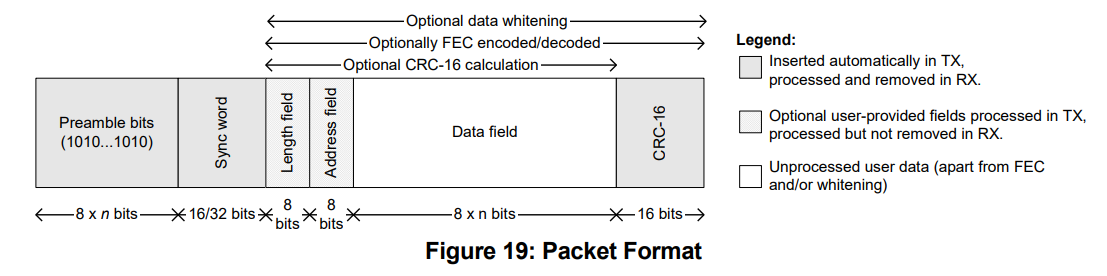 Optional data whitening
Optionally FEC encoded/decoded
Optional CRC-16 calculation
Preamble bits
(1010...1010)
Sync word
Length field
Address field
Data field
CRC-16
8 x n bits
16/32 bits
8
bits
8
bits
8 x n bits
16 bits
Legend:
Inserted automatically in TX,
processed and removed in RX.
Optional user-provided fields processed in TX,
processed but not removed in RX.
Unprocessed user data (apart from FEC
and/or whitening)
Figure 19: Packet Format